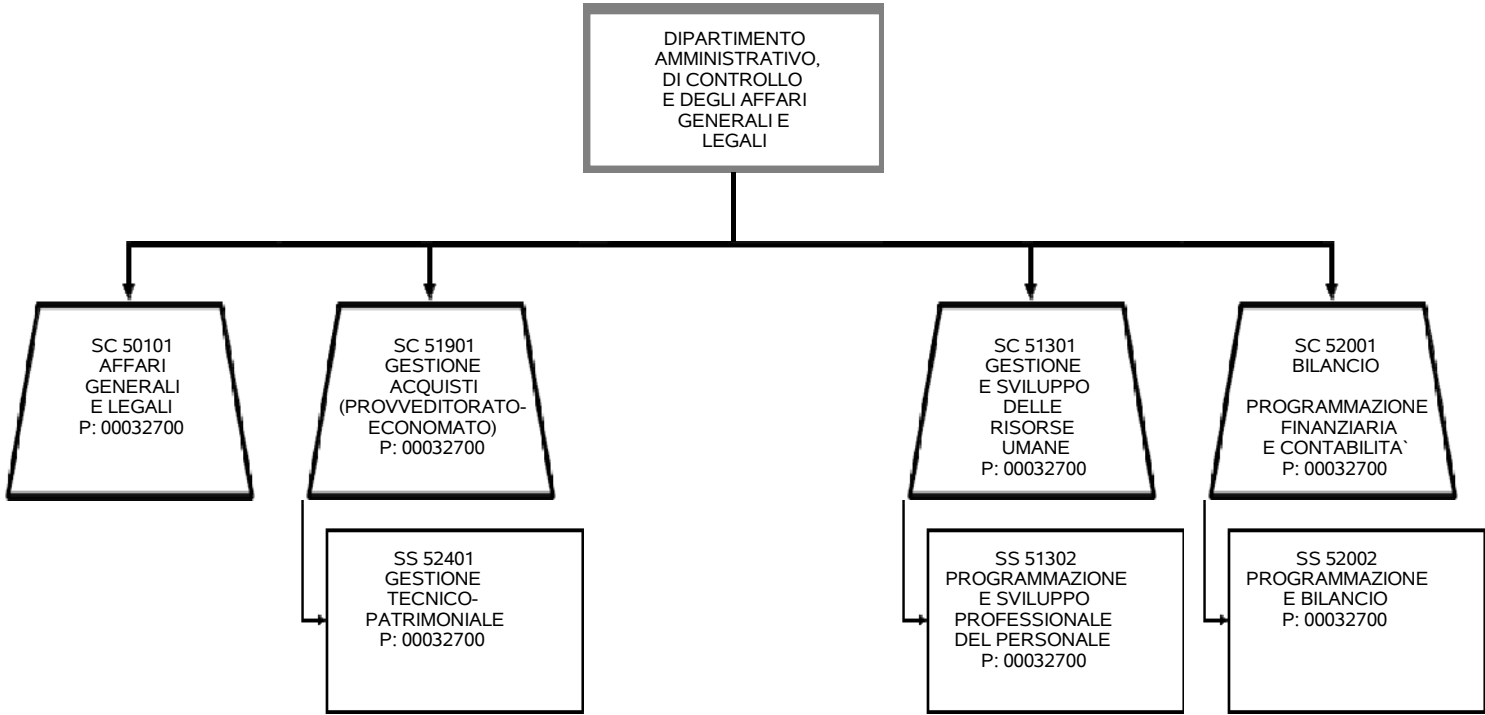 DIPARTIMENTO
AMMINISTRATIVO,
DI CONTROLLO
E DEGLI AFFARI
GENERALI E
LEGALI
SC 50101
AFFARI
GENERALI
E LEGALI
P: 00032700
SC 51901
GESTIONE
ACQUISTI
(PROVVEDITORATO-
ECONOMATO)
P: 00032700
SC 51301
GESTIONE
E SVILUPPO
DELLE
RISORSE
UMANE
P: 00032700
SC 52001
BILANCIO
PROGRAMMAZIONE
FINANZIARIA
E CONTABILITA`
P: 00032700
SS 52401
GESTIONE
TECNICO-
PATRIMONIALE
P: 00032700
SS 51302
PROGRAMMAZIONE
E SVILUPPO
PROFESSIONALE
DEL PERSONALE
P: 00032700
SS 52002
PROGRAMMAZIONE
E BILANCIO
P: 00032700